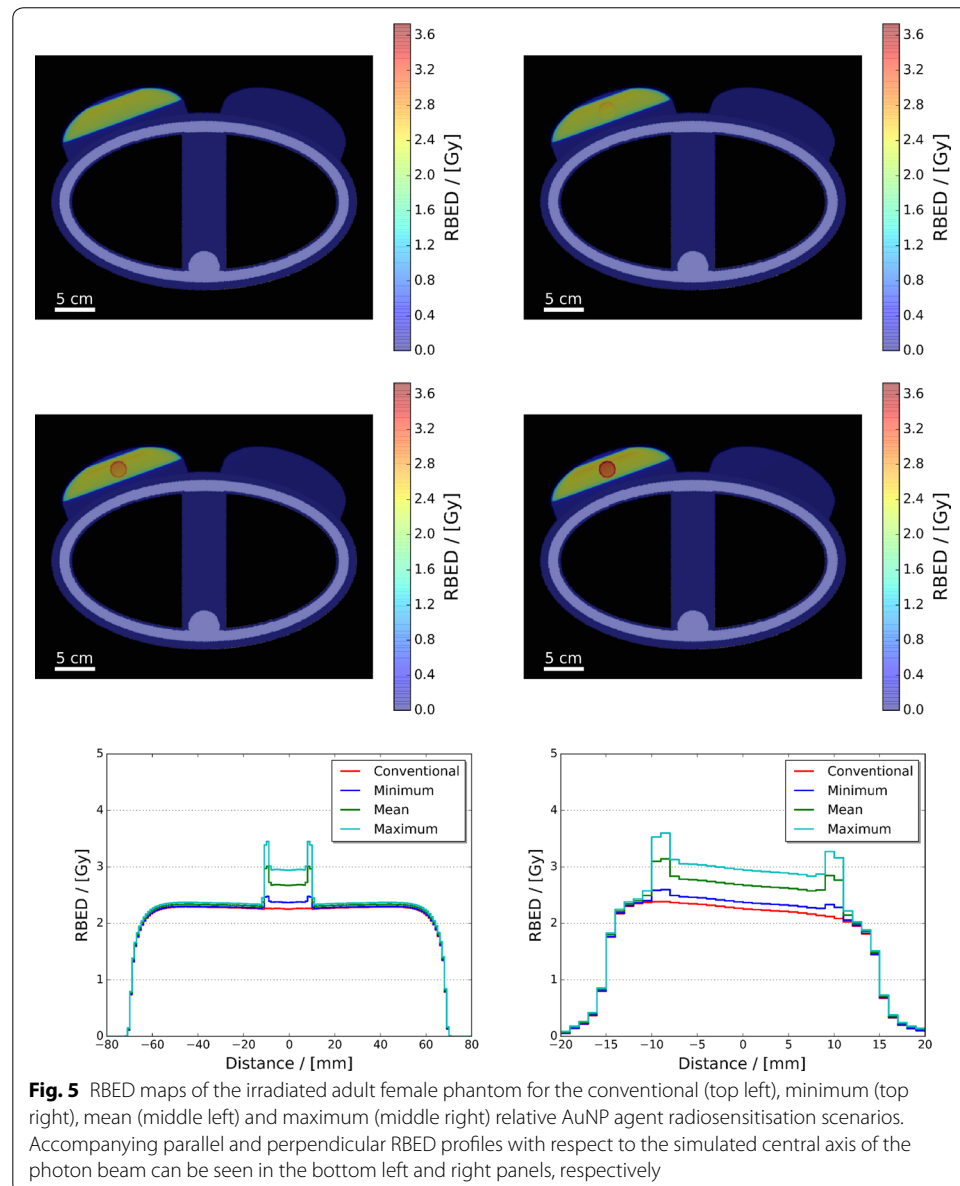 3.6
3.2
2.8
2.4
2.0
1.6
1.2
0.8
0.4
0.0
RBED / [Gy]
5 cm
3.6
3.2
2.8
2.4
2.0
1.6
1.2
0.8
0.4
0.0
RBED / [Gy]
5 cm
3.6
3.2
2.8
2.4
2.0
1.6
1.2
0.8
0.4
0.0
RBED / [Gy]
5 cm
3.6
3.2
2.8
2.4
2.0
1.6
1.2
0.8
0.4
0.0
RBED / [Gy]
5 cm
5
4
3
2
1
0
RBED / [Gy]
Conventional
Minimum
Mean
Maximum
−80 −60 −40 −20 0 20 40 60 80
Distance / [mm]
5
4
3
2
1
0
RBED / [Gy]
Conventional
Minimum
Mean
Maximum
−20 −15 −10 −5 0 5 10 15 20
Distance / [mm]
Fig. 5 RBED maps of the irradiated adult female phantom for the conventional (top left), minimum (top
right), mean (middle left) and maximum (middle right) relative AuNP agent radiosensitisation scenarios.
Accompanying parallel and perpendicular RBED profiles with respect to the simulated central axis of the
photon beam can be seen in the bottom left and right panels, respectively